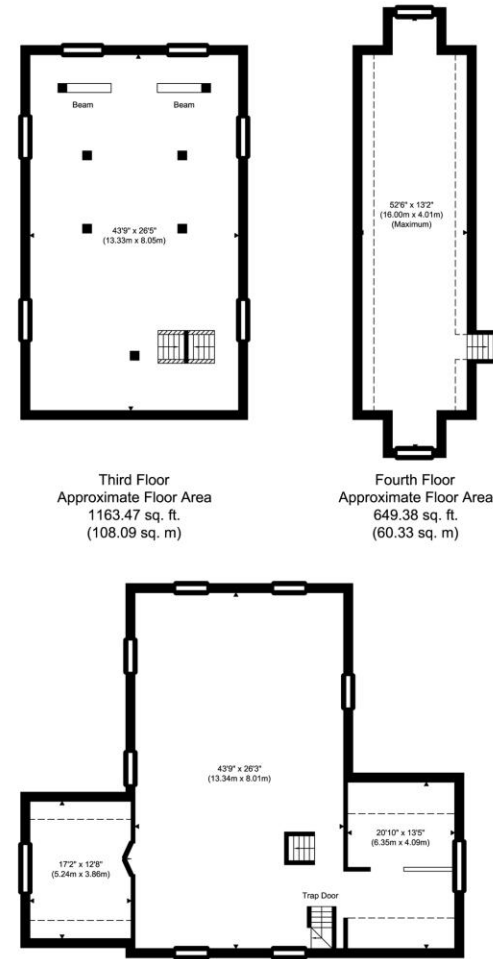 Beam
Beam
43'9" x 26'5"
(13.33m x 8.05m)
Third Floor
Approximate Floor Area
1163.47 sq. ft.
(108.09 sq. m)
52'6" x 13'2"
(16.00m x 4.01m)
(Maximum)
Fourth Floor
Approximate Floor Area
649.38 sq. ft.
(60.33 sq. m)
43'9" x 26'3"
(13.34m x 8.01m)
17'2" x 12'8"
(5.24m x 3.86m)
20'10" x 13'5"
(6.35m x 4.09m)
Trap Door